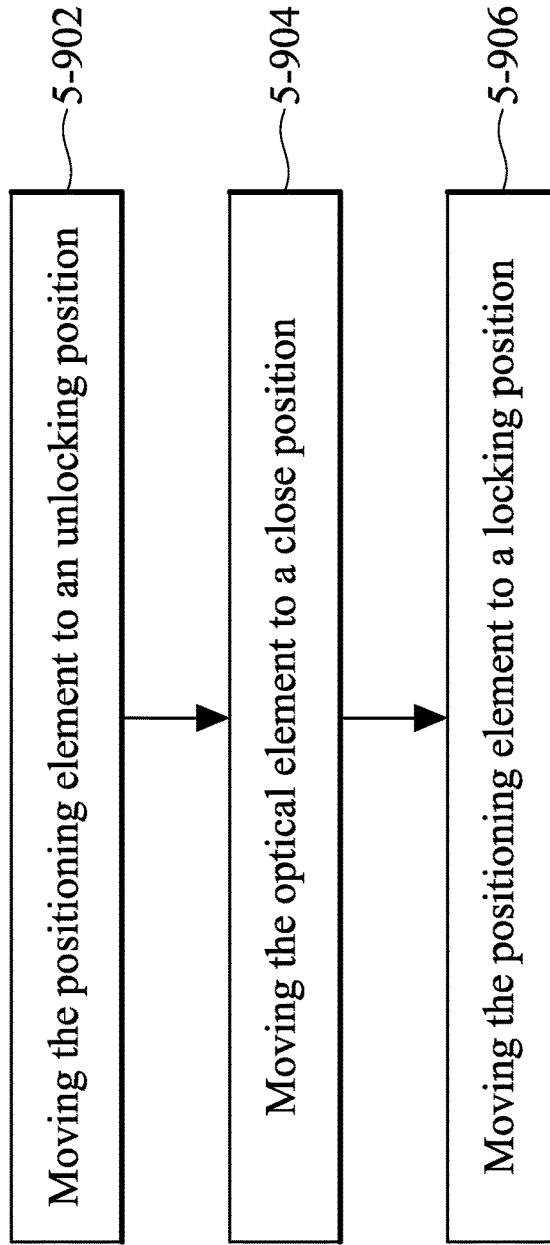 Moving the positioning element to an unlocking position
5-902
Moving the optical element to a close position
5-904
Moving the positioning element to a locking position
5-906